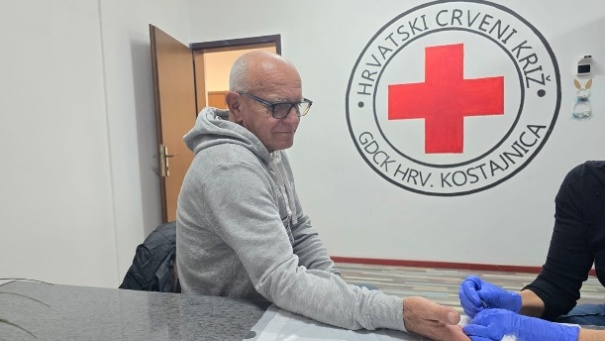 · HRVATSKI CRVENI KRIŽ ·
GDCK HRV. KOSTAJNICA